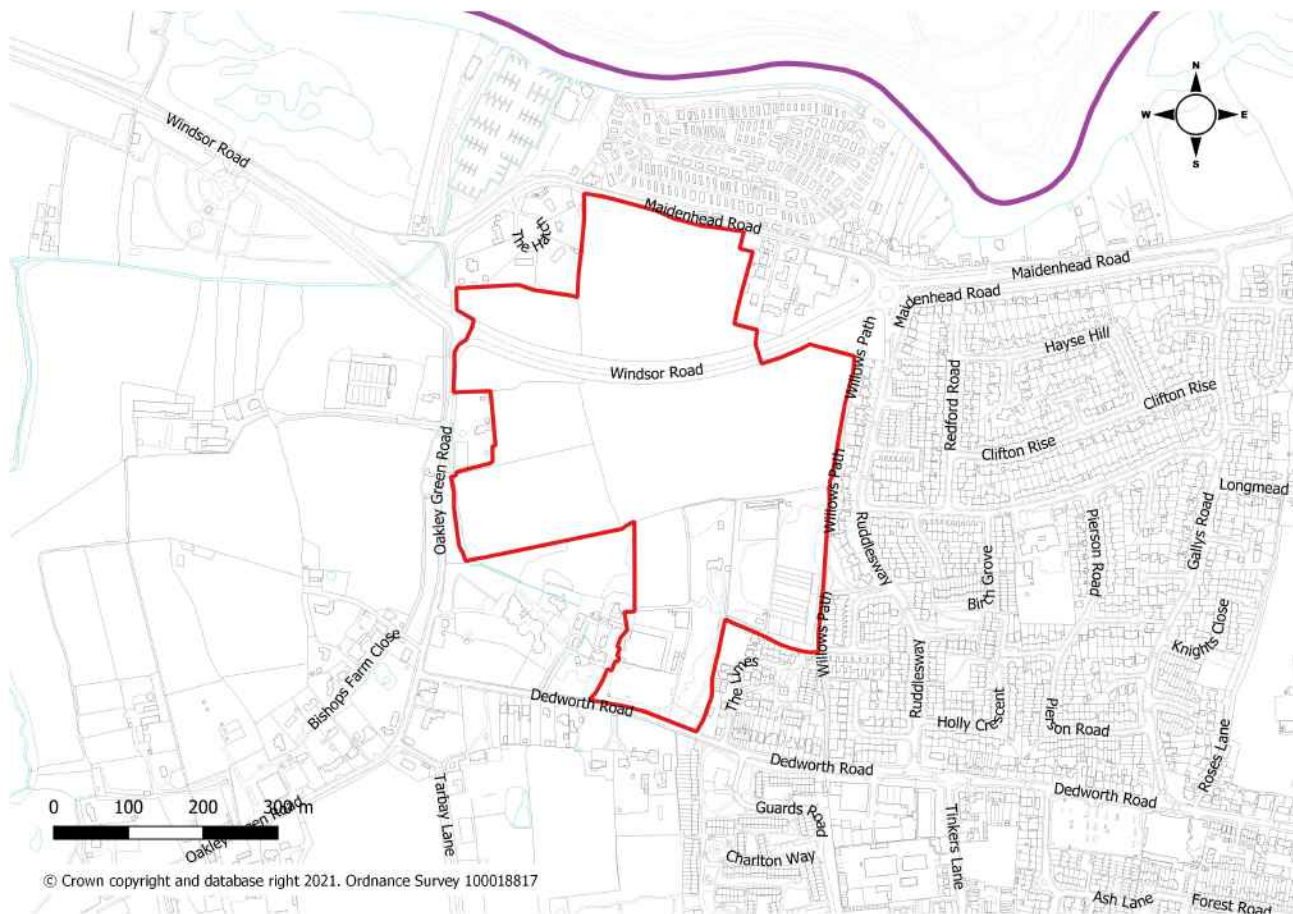 Windsor Road
N
W
E
S
The Hatch
Maidenhead Road
Maidenhead Road
Maidenhead Road
Hayse Hill
Willows Path
Redford Road
Clifton Rise
Windsor Road
Clifton Rise
Oakley Green Road
Willows Path
Longmead
Gallys Road
Ruddlesway
Pierson Road
Birch Grove
Willows Path
Knights Close
Bishops Farm Close
The Limes
Ruddlesway
Dedworth Road
Holly Crescent
Pierson Road
Roses Lane
Dedworth Road
Dedworth Road
Tarbay Lane
0 100 200 300 m
Guards Road
Tinkers Lane
Oakley Green Road
Charlton Way
© Crown copyright and database right 2021. Ordnance Survey 100018817
Ash Lane
Forest Road